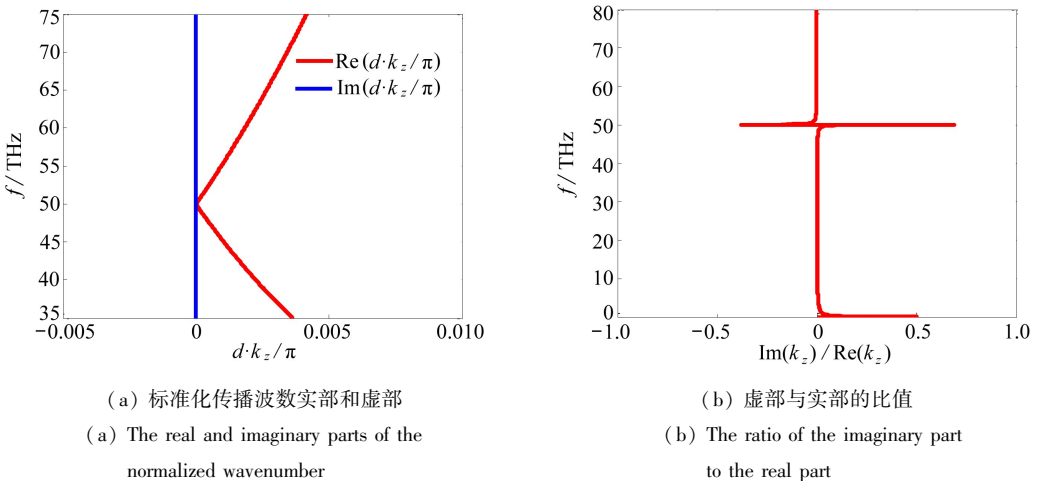 75
70
65
60
55
50
45
40
35
f/THz
Re(d·k_z/π)
Im(d·k_z/π)
−0.005
0
0.005
0.010
d·k_z/π
80
70
60
50
40
30
20
10
0
f/THz
−1.0
−0.5
0
0.5
1.0
Im(k_z)/Re(k_z)
(a) 标准化传播波数实部和虚部
(a) The real and imaginary parts of the
normalized wavenumber
(b) 虚部与实部的比值
(b) The ratio of the imaginary part
to the real part